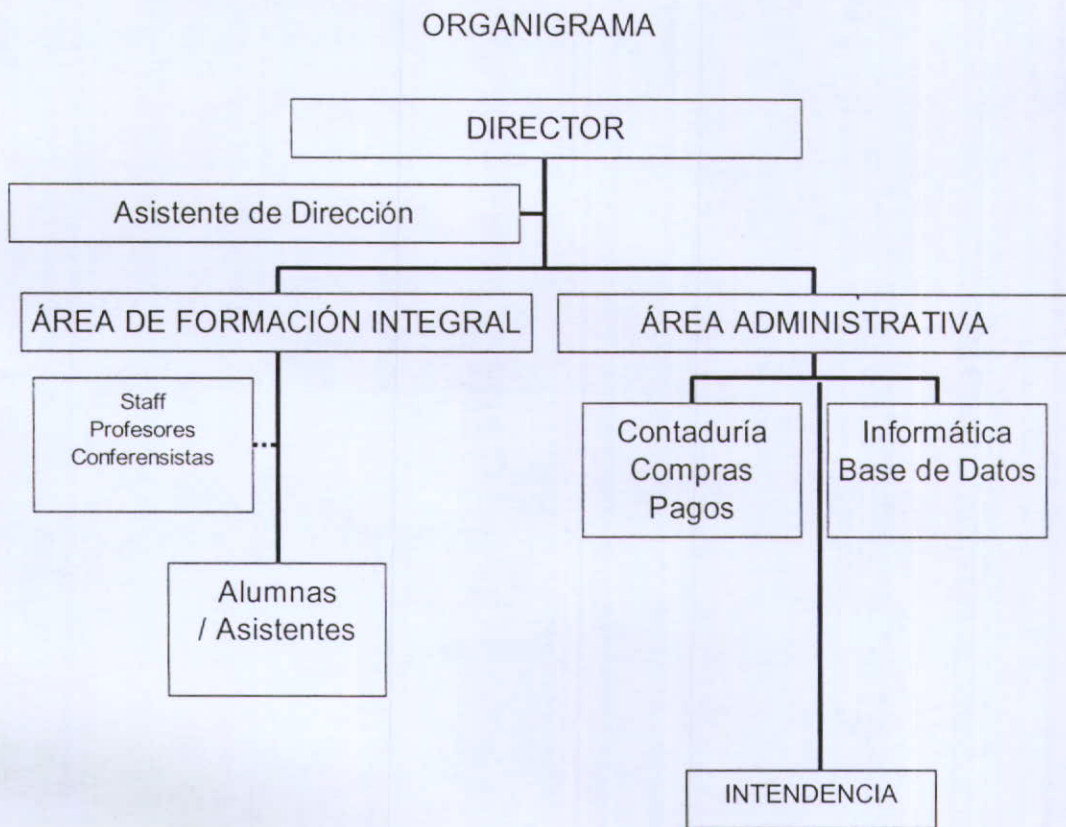 ORGANIGRAMA
DIRECTOR
Asistente de Dirección
ÁREA DE FORMACIÓN INTEGRAL
ÁREA ADMINISTRATIVA
Staff
Profesores
Conferensistas
Contaduría
Compras
Pagos
Informática
Base de Datos
Alumnas
/ Asistentes
INTENDENCIA